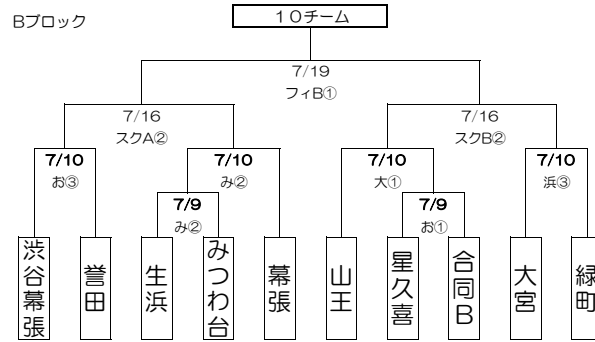 Bブロック
10チーム
7/19
フィB①
7/16
スクA②
7/16
スクB②
7/10
お③
7/10
み②
7/10
大①
7/10
浜③
7/9
み②
7/9
お①
渋谷幕張
誉田
生浜
みつわ台
幕張
山王
星久喜
合同B
大宮
緑町